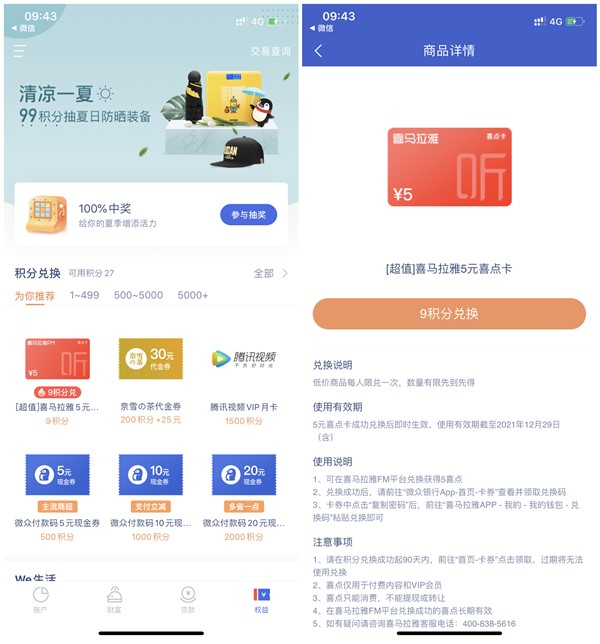 09:43
4G
微信
交易查询
清凉一夏
99积分抽夏日防晒装备
100%中奖
给你的夏季增添活力
参与抽奖
积分兑换 可用积分27
全部
为你推荐 1~499 500~5000 5000+
喜马拉雅FM
喜点卡
听
¥5
9积分兑
[超值]喜马拉雅5元...
9积分
奈雪の茶
30元
代金券
奈雪の茶代金券
200积分+25元
腾讯视频
不负好时光
腾讯视频VIP月卡
1500积分
5元
现金券
主流商超
微众付款码5元现金券
500积分
10元
现金券
支付立减
微众付款码10元现...
1000积分
20元
现金券
多省一点
微众付款码20元现...
2000积分
We生活
账户
财富
贷款
权益
09:43
4G
微信
商品详情
喜马拉雅
喜点卡
听
¥5
[超值]喜马拉雅5元喜点卡
9积分兑换
兑换说明
低价商品每人限兑一次，数量有限先到先得
使用有效期
5元喜点卡成功兑换后即时生效，使用有效期截至2021年12月29日
（含）
使用说明
1、可在喜马拉雅FM平台兑换获得5喜点
2、兑换成功后，请前往“微众银行App-首页-卡券”查看并领取兑换码
3、卡券中点击“复制密码”后，前往“喜马拉雅APP - 我的 - 我的钱包 - 兑
换码”粘贴兑换即可
注意事项
1、请在积分兑换成功起90天内，前往“首页-卡券”点击领取，过期将无法
使用兑换
2、喜点仅用于付费内容和VIP会员
3、喜点只能消费，不能提现或转让
4、在喜马拉雅FM平台兑换成功的喜点长期有效
5、如有疑问请咨询喜马拉雅客服电话：400-838-5616